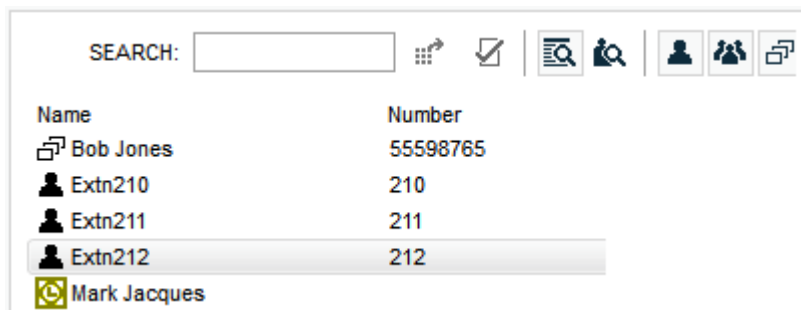 SEARCH:
Name Number
Bob Jones 55598765
Extn210 210
Extn211 211
Extn212 212
Mark Jacques